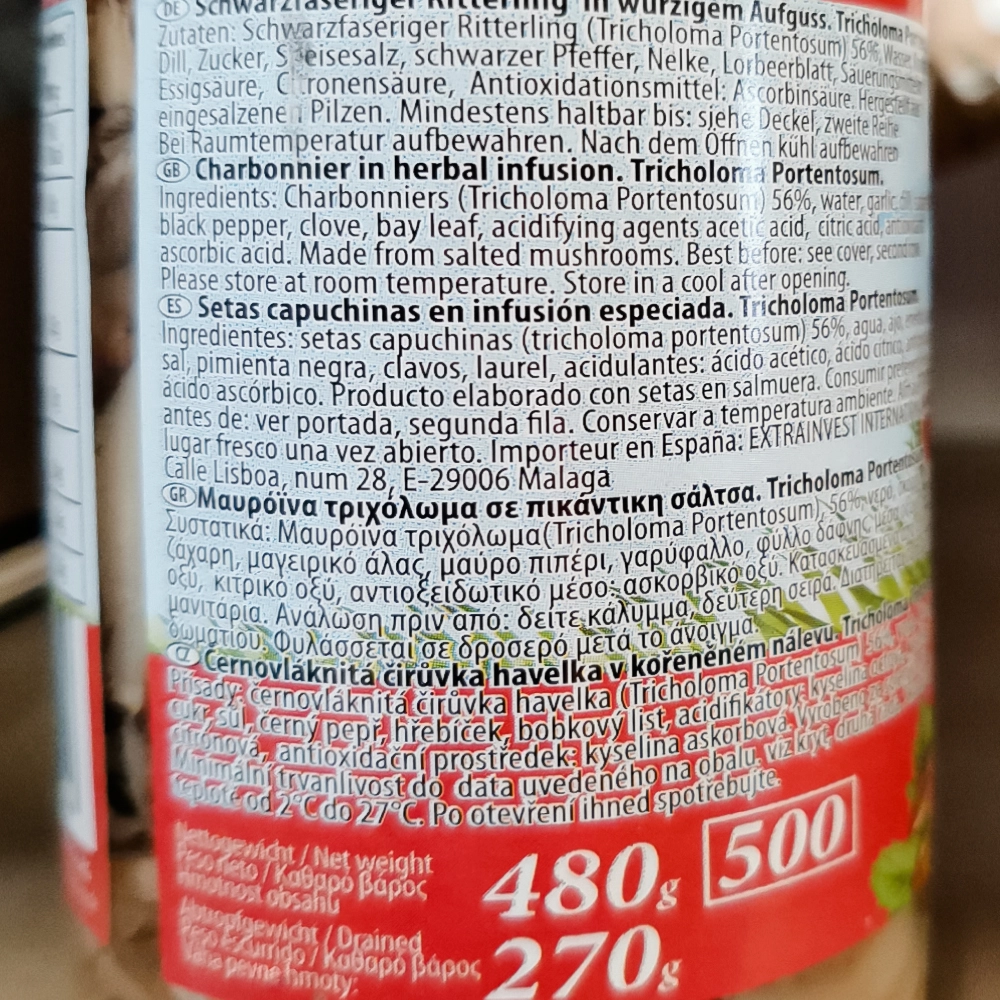 DE Schwarzfaseriger Ritterling in würzigem Aufguss. Tricholoma
Zutaten: Schwarzfaseriger Ritterling (Tricholoma Portentosum) 56%, Wasser,
Dill, Zucker, Speisesalz, schwarzer Pfeffer, Nelke, Lorbeerblatt, Säuerungsmittel:
Essigsäure, Citronensäure, Antioxidationsmittel: Ascorbinsäure. Hergestellt aus
eingesalzenen Pilzen. Mindestens haltbar bis: sjehe Deckel, zweite Reihe
Bei Raumtemperatur aufbewahren. Nach dem Öffnen kühl aufbewahren
GB Charbonnier in herbal infusion. Tricholoma Portentosum.
Ingredients: Charbonniers (Tricholoma Portentosum) 56%, water, garlic, dill,
black pepper, clove, bay leaf, acidifying agents acetic acid, citric acid,
ascorbic acid. Made from salted mushrooms. Best before: see cover, second
Please store at room temperature. Store in a cool after opening.
ES Setas capuchinas en infusión especiada. Tricholoma Portentosum.
Ingredientes: setas capuchinas (tricholoma portentosum) 56%, agua, ajo,
sal, pimienta negra, clavos, laurel, acidulantes: ácido acético, ácido cítrico,
ácido ascórbico. Producto elaborado con setas en salmuera. Consumir
antes de: ver portada, segunda fila. Conservar a temperatura ambiente.
lugar fresco una vez abierto. Importeur en España: EXTRAINVEST
Calle Lisboa, num 28, E-29006 Malaga
GR Μαυρόϊνα τριχόλωμα σε πικάντικη σάλτσα. Tricholoma
Συστατικά: Μαυρόϊνα τριχόλωμα(Tricholoma Portentosum), 56%, νερό,
ζάχαρη, μαγειρικό άλας, μαύρο πιπέρι, γαρύφαλλο, φύλλο δάφνης,
οξύ, κιτρικό οξύ, αντιοξειδωτικό μέσο: ασκορβικό οξύ.
μανιτάρια. Ανάλωση πριν από: δείτε κάλυμμα, δεύτερη σειρά.
δωματίου. Φυλάσσεται σε δροσερό μετά το άνοιγμα
CZ Černovláknitá čirůvka havelka v kořeněném nálevu. Tricholoma
Přísady: černovláknitá čirůvka havelka (Tricholoma Portentosum
cukr, sůl, černý pepř, hřebíček, bobkový list, acidifikátory: kyselina
citrónová, antioxidační prostředek: kyselina askorbová. Vyrobeno
Minimální trvanlivost do data uvedeného na obalu, viz kryt, druhá
teplotě od 2°C do 27°C. Po otevření ihned spotřebujte.
Nettogewicht / Net weight
Peso neto / Καθαρό βάρος
Hmotnost obsahu
480g 500
Abtropfgewicht / Drained
Peso escurrido / Καθαρό βάρος
Váha pevné hmoty:
270g